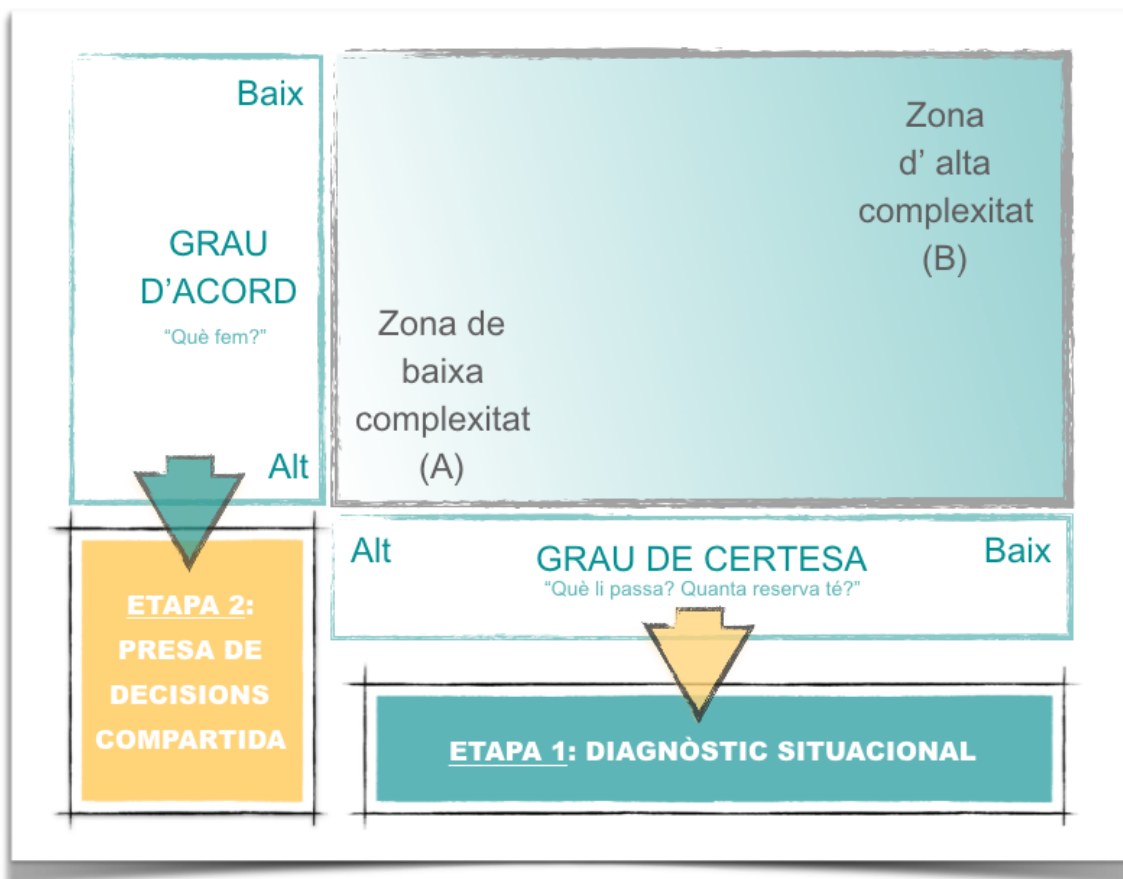 Baix
GRAU
D’ACORD
“Què fem?”
Alt
Zona
d’ alta
complexitat
(B)
Zona de
baixa
complexitat
(A)
Alt
GRAU DE CERTESA
“Què li passa? Quanta reserva té?”
Baix
ETAPA 2:
PRESA DE
DECISIONS
COMPARTIDA
ETAPA 1: DIAGNÒSTIC SITUACIONAL